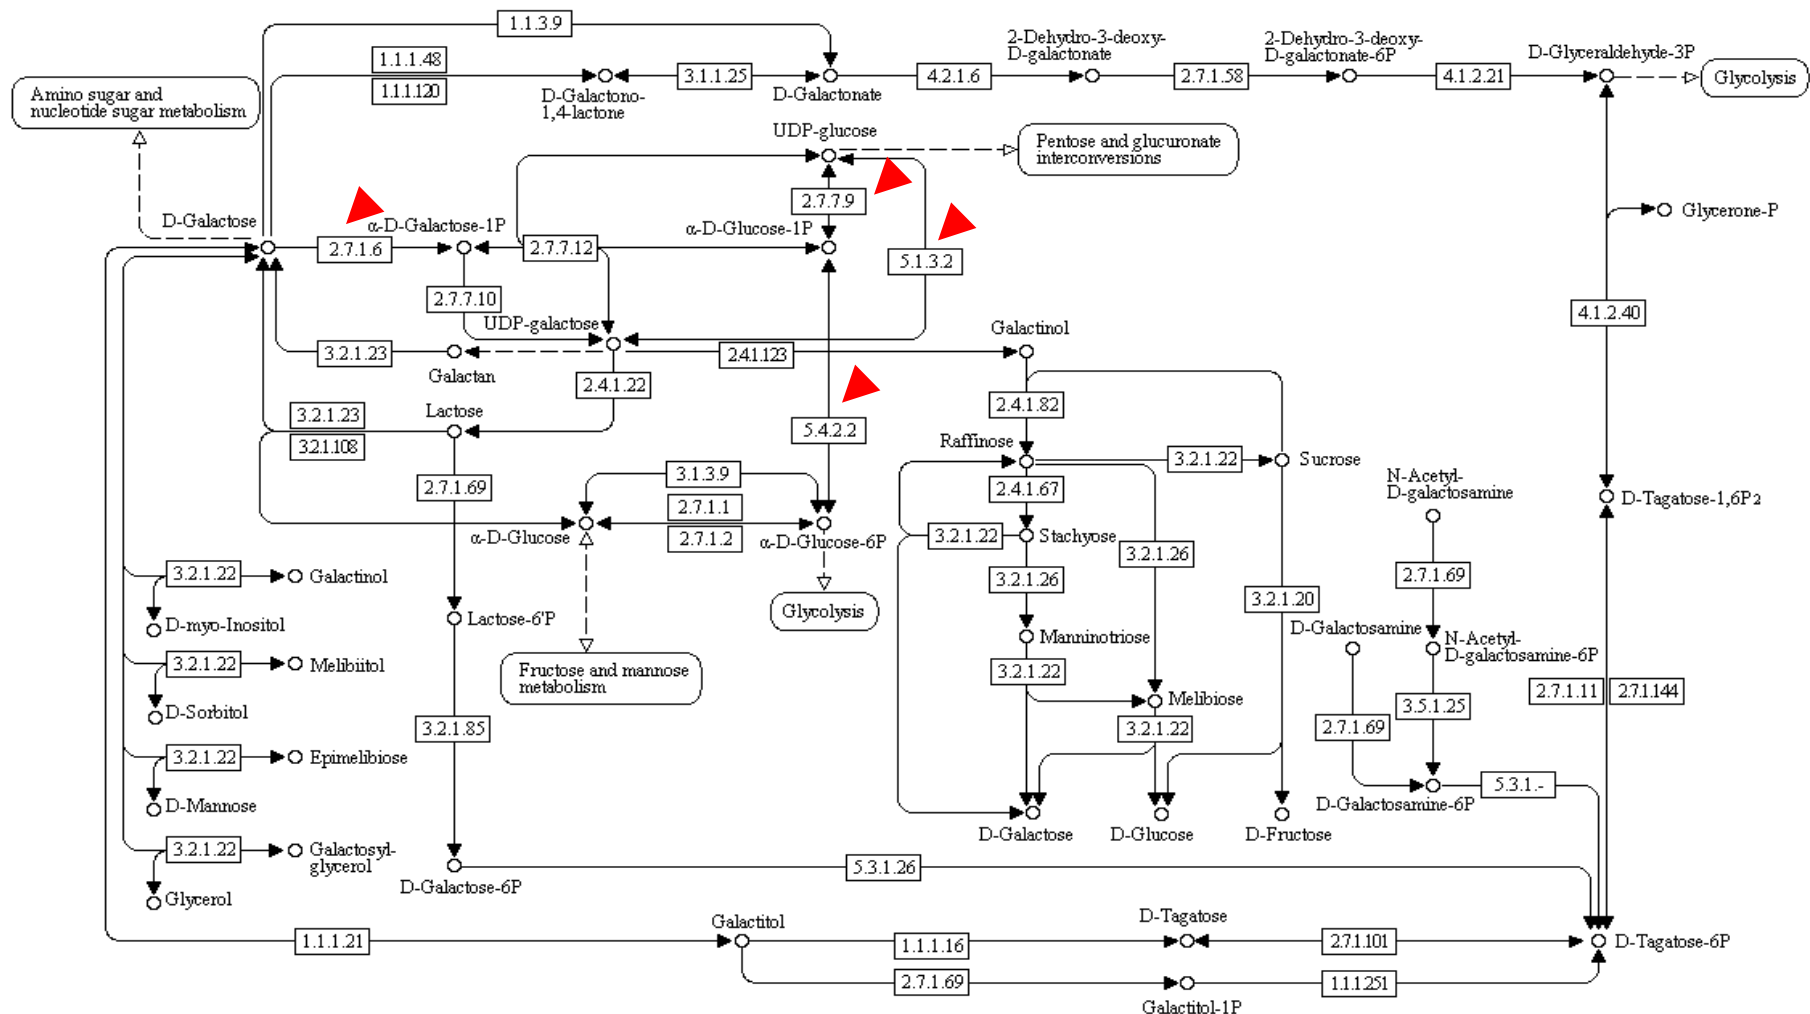 1.1.3.9
1.1.1.48
1.1.1.120
3.1.1.25
4.2.1.6
2.7.1.58
4.1.2.21
2-Dehydro-3-deoxy-
D-galactonate
2-Dehydro-3-deoxy-
D-galactonate-6P
D-Glyceraldehyde-3P
Glycolysis
Amino sugar and
nucleotide sugar metabolism
D-Galactono-
1,4-lactone
D-Galactonate
UDP-glucose
Pentose and glucuronate
interconversions
2.7.7.9
D-Galactose
α-D-Galactose-1P
α-D-Glucose-1P
Glycerone-P
2.7.1.6
2.7.7.12
5.1.3.2
2.7.7.10
4.1.2.40
UDP-galactose
Galactinol
3.2.1.23
2.4.1.123
Galactan
2.4.1.22
2.4.1.82
Lactose
3.2.1.23
3.2.1.108
5.4.2.2
Raffinose
3.2.1.22
Sucrose
3.1.3.9
2.7.1.69
2.4.1.67
N-Acetyl-
D-galactosamine
D-Tagatose-1,6P2
2.7.1.1
2.7.1.2
α-D-Glucose
α-D-Glucose-6P
3.2.1.22
Stachyose
3.2.1.26
3.2.1.22
Galactinol
3.2.1.26
2.7.1.69
3.2.1.20
Glycolysis
D-myo-Inositol
Lactose-6'P
Manninotriose
D-Galactosamine
N-Acetyl-
D-galactosamine-6P
3.2.1.22
Melibiitol
Fructose and mannose
metabolism
3.2.1.22
2.7.1.11
2.7.1.144
Melibiose
3.5.1.25
D-Sorbitol
3.2.1.85
3.2.1.22
2.7.1.69
3.2.1.22
Epimelibiose
5.3.1.-
D-Mannose
D-Galactosamine-6P
D-Galactose
D-Glucose
D-Fructose
3.2.1.22
Galactosyl-
glycerol
5.3.1.26
D-Galactose-6P
Glycerol
Galactitol
D-Tagatose
1.1.1.21
1.1.1.16
2.7.1.101
D-Tagatose-6P
2.7.1.69
1.1.1.251
Galactitol-1P